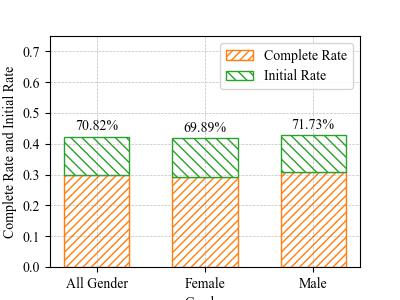 Complete Rate and Initial Rate
0.7
0.6
0.5
0.4
0.3
0.2
0.1
0.0
Complete Rate
Initial Rate
70.82%
69.89%
71.73%
All Gender
Female
Male